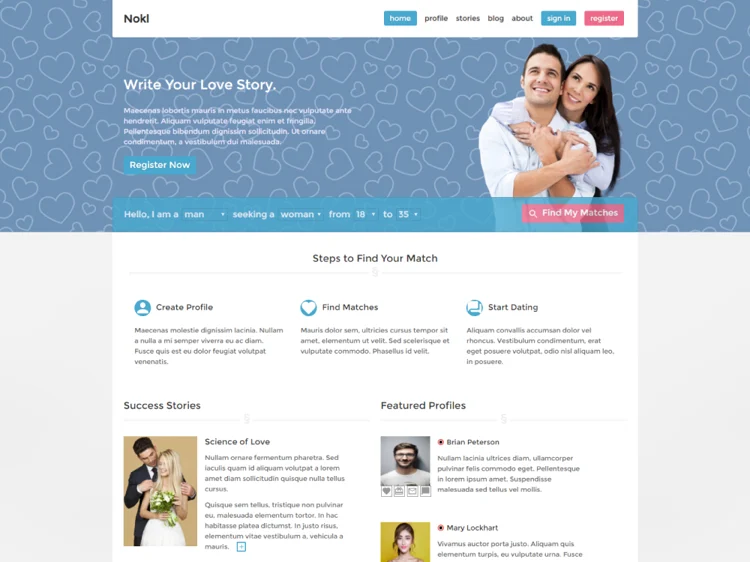 Nokl
home profile stories blog about sign in register
Write Your Love Story.
Maecenas lobortis mauris in metus faucibus nec vulputate ante
hendrerit. Aliquam vulputate feugiat enim et fringilla.
Pellentesque bibendum dignissim sollicitudin. Ut ornare
condimentum, a vestibulum dui malesuada.
Register Now
Hello, I am a man seeking a woman from 18 to 35 Find My Matches
Steps to Find Your Match
Create Profile
Maecenas molestie dignissim lacinia. Nullam
a nulla a mi semper viverra eu ac diam.
Fusce quis est eu dolor feugiat volutpat
venenatis.
Find Matches
Mauris dolor sem, ultricies cursus tempor sit
amet, elementum ut velit. Sed scelerisque et
vulputate commodo. Phasellus id velit.
Start Dating
Aliquam convallis accumsan dolor vel
rhoncus. Vestibulum condimentum, erat
eget posuere volutpat, odio nisl aliquam leo,
in posuere.
Success Stories
Science of Love
Nullam ornare fermentum pharetra. Sed
iaculis quam id aliquam volutpat a lorem
amet diam sollicitudin quisque nulla tellus
cursus.
Quisque sem tellus, tristique non pulvinar
eu, malesuada elementum tortor. In hac
habitasse platea dictumst. In justo risus,
elementum vitae vestibulum a, vehicula a
mauris.
Featured Profiles
Brian Peterson
Nullam lacinia ultrices diam, ullamcorper
pulvinar felis commodo eget. Pellentesque
sem tempor amet. Suspendisse
malesuada sed tellus vel mollis.
Mary Lockhart
Vivamus auctor porta justo. Aliquam quis
elementum turpis, eu vulputate urna. Fusce